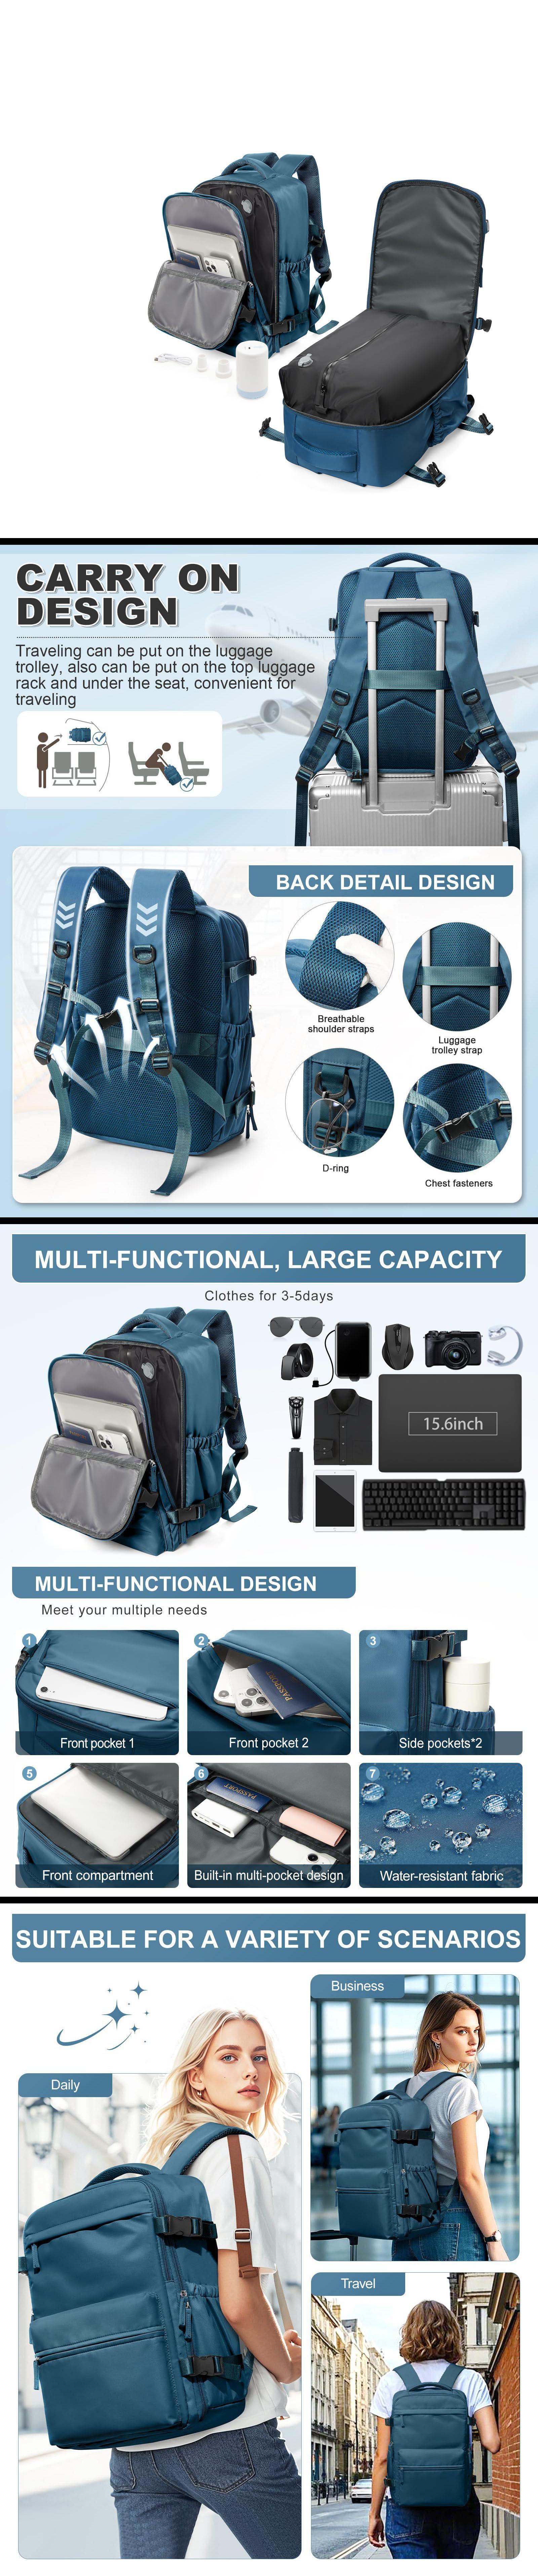 CARRY ON
DESIGN
Traveling can be put on the luggage
trolley, also can be put on the top luggage
rack and under the seat, convenient for
traveling
BACK DETAIL DESIGN
Breathable
shoulder straps
Luggage
trolley strap
D-ring
Chest fasteners
MULTI-FUNCTIONAL, LARGE CAPACITY
Clothes for 3-5days
15.6inch
MULTI-FUNCTIONAL DESIGN
Meet your multiple needs
1
Front pocket 1
2
PASSPORT
Front pocket 2
3
Side pockets*2
5
Front compartment
6
PASSPORT
Built-in multi-pocket design
7
Water-resistant fabric
SUITABLE FOR A VARIETY OF SCENARIOS
Daily
Business
Travel